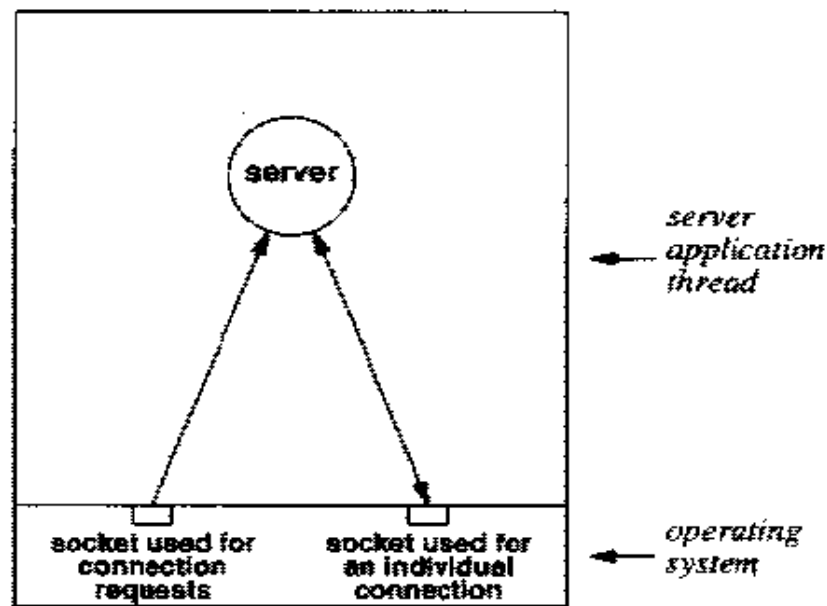 server
server
application
thread
socket used for
connection
requests
socket used for
an individual
connection
operating
system